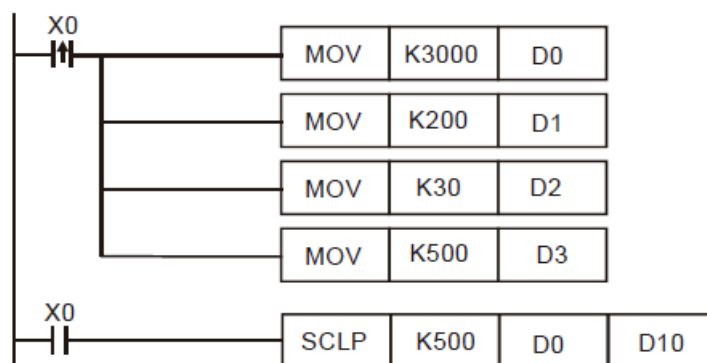 X0
MOV K3000 D0
MOV K200 D1
MOV K30 D2
MOV K500 D3
X0
SCLP K500 D0 D10